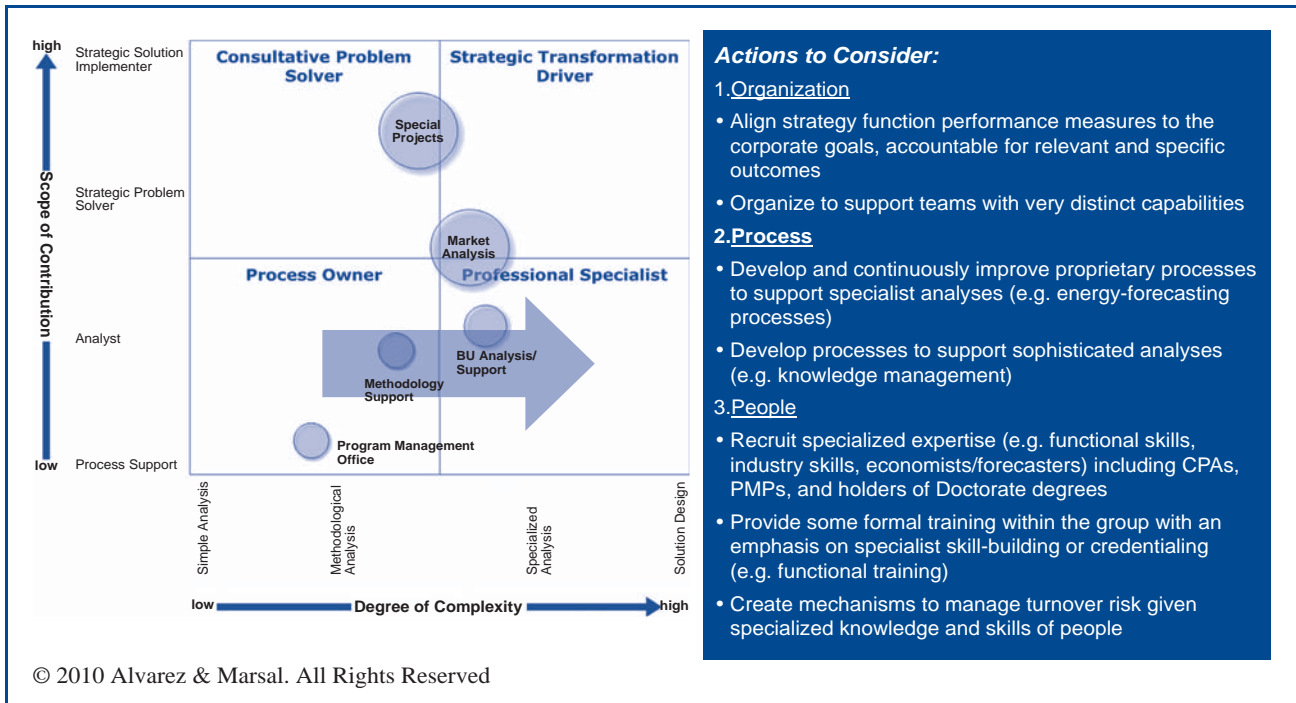 high
Strategic Solution
Implementer
Scope of Contribution
Strategic Problem
Solver
Analyst
low
Process Support
Consultative Problem
Solver
Strategic Transformation
Driver
Special
Projects
Market
Analysis
Process Owner
Professional Specialist
BU Analysis/
Support
Methodology
Support
Program Management
Office
Simple Analysis
Methodological
Analysis
Specialized
Analysis
Solution Design
low
Degree of Complexity
high
Actions to Consider:
1.Organization
• Align strategy function performance measures to the
corporate goals, accountable for relevant and specific
outcomes
• Organize to support teams with very distinct capabilities
2.Process
• Develop and continuously improve proprietary processes
to support specialist analyses (e.g. energy-forecasting
processes)
• Develop processes to support sophisticated analyses
(e.g. knowledge management)
3.People
• Recruit specialized expertise (e.g. functional skills,
industry skills, economists/forecasters) including CPAs,
PMPs, and holders of Doctorate degrees
• Provide some formal training within the group with an
emphasis on specialist skill-building or credentialing
(e.g. functional training)
• Create mechanisms to manage turnover risk given
specialized knowledge and skills of people
© 2010 Alvarez & Marsal. All Rights Reserved